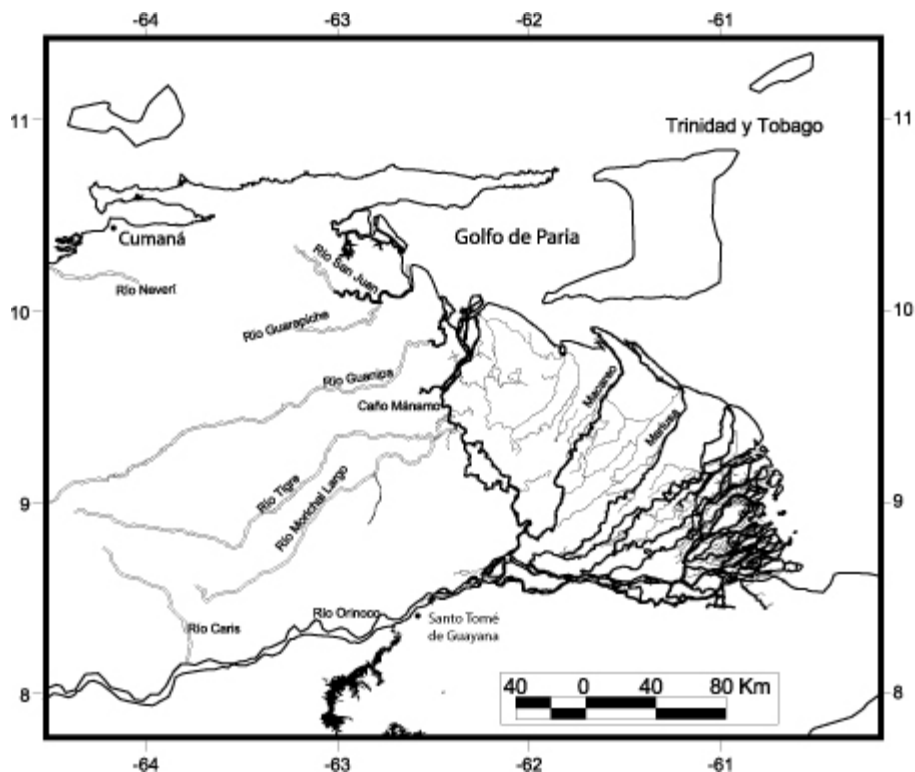 -64 -63 -62 -61
11 11
Trinidad y Tobago
Cumaná
Golfo de Paria
Río San Juan
Río Neverí
10 10
Río Guarapiche
Río Guanipa
Macareo
Caño Mánamo
Mariusa
9 9
Río Tigre
Río Morichal Largo
Río Orinoco
Santo Tomé
de Guayana
Río Caris
8 8
40 0 40 80 Km
-64 -63 -62 -61